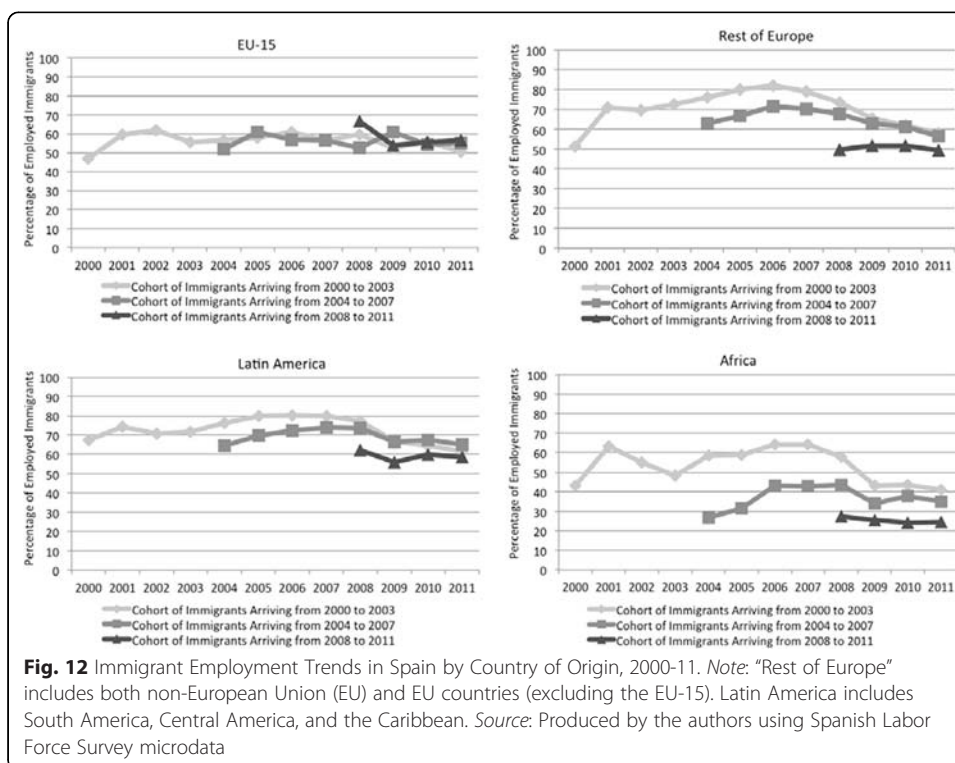 EU-15
Percentage of Employed Immigrants
100
90
80
70
60
50
40
30
20
10
0
2000 2001 2002 2003 2004 2005 2006 2007 2008 2009 2010 2011
Cohort of Immigrants Arriving from 2000 to 2003
Cohort of Immigrants Arriving from 2004 to 2007
Cohort of Immigrants Arriving from 2008 to 2011
Rest of Europe
Percentage of Employed Immigrants
100
90
80
70
60
50
40
30
20
10
0
2000 2001 2002 2003 2004 2005 2006 2007 2008 2009 2010 2011
Cohort of Immigrants Arriving from 2000 to 2003
Cohort of Immigrants Arriving from 2004 to 2007
Cohort of Immigrants Arriving from 2008 to 2011
Latin America
Percentage of Employed Immigrants
100
90
80
70
60
50
40
30
20
10
0
2000 2001 2002 2003 2004 2005 2006 2007 2008 2009 2010 2011
Cohort of Immigrants Arriving from 2000 to 2003
Cohort of Immigrants Arriving from 2004 to 2007
Cohort of Immigrants Arriving from 2008 to 2011
Africa
Percentage of Employed Immigrants
100
90
80
70
60
50
40
30
20
10
0
2000 2001 2002 2003 2004 2005 2006 2007 2008 2009 2010 2011
Cohort of Immigrants Arriving from 2000 to 2003
Cohort of Immigrants Arriving from 2004 to 2007
Cohort of Immigrants Arriving from 2008 to 2011
Fig. 12 Immigrant Employment Trends in Spain by Country of Origin, 2000-11. Note: “Rest of Europe”
includes both non-European Union (EU) and EU countries (excluding the EU-15). Latin America includes
South America, Central America, and the Caribbean. Source: Produced by the authors using Spanish Labor
Force Survey microdata